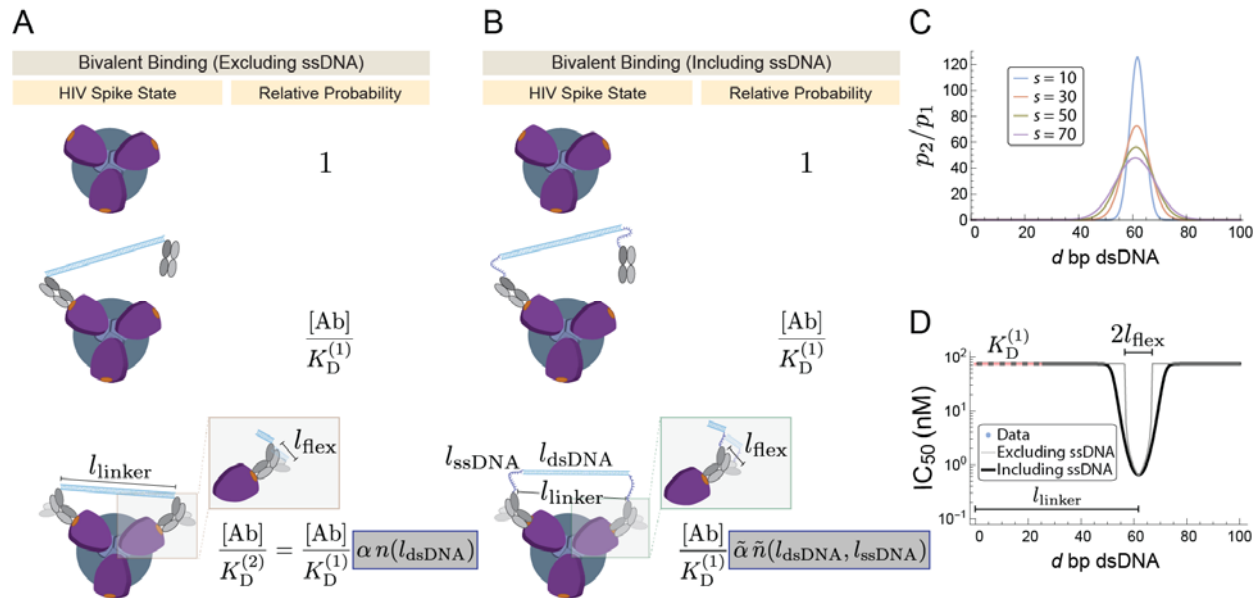 A
Bivalent Binding (Excluding ssDNA)
HIV Spike State
Relative Probability
1
[Ab]
K_D^(1)
l_linker
l_flex
[Ab] / K_D^(2) = [Ab] / K_D^(1) α n(l_dsDNA)
B
Bivalent Binding (Including ssDNA)
HIV Spike State
Relative Probability
1
[Ab]
K_D^(1)
l_ssDNA
l_dsDNA
l_linker
l_flex
[Ab] / K_D^(1) α̃ ñ(l_dsDNA, l_ssDNA)
C
p2/p1
120
100
80
60
40
20
0
s = 10
s = 30
s = 50
s = 70
0 20 40 60 80 100
d bp dsDNA
D
2l_flex
K_D^(1)
IC50 (nM)
10^2
10^1
10^0
10^-1
Data
Excluding ssDNA
Including ssDNA
l_linker
0 20 40 60 80 100
d bp dsDNA